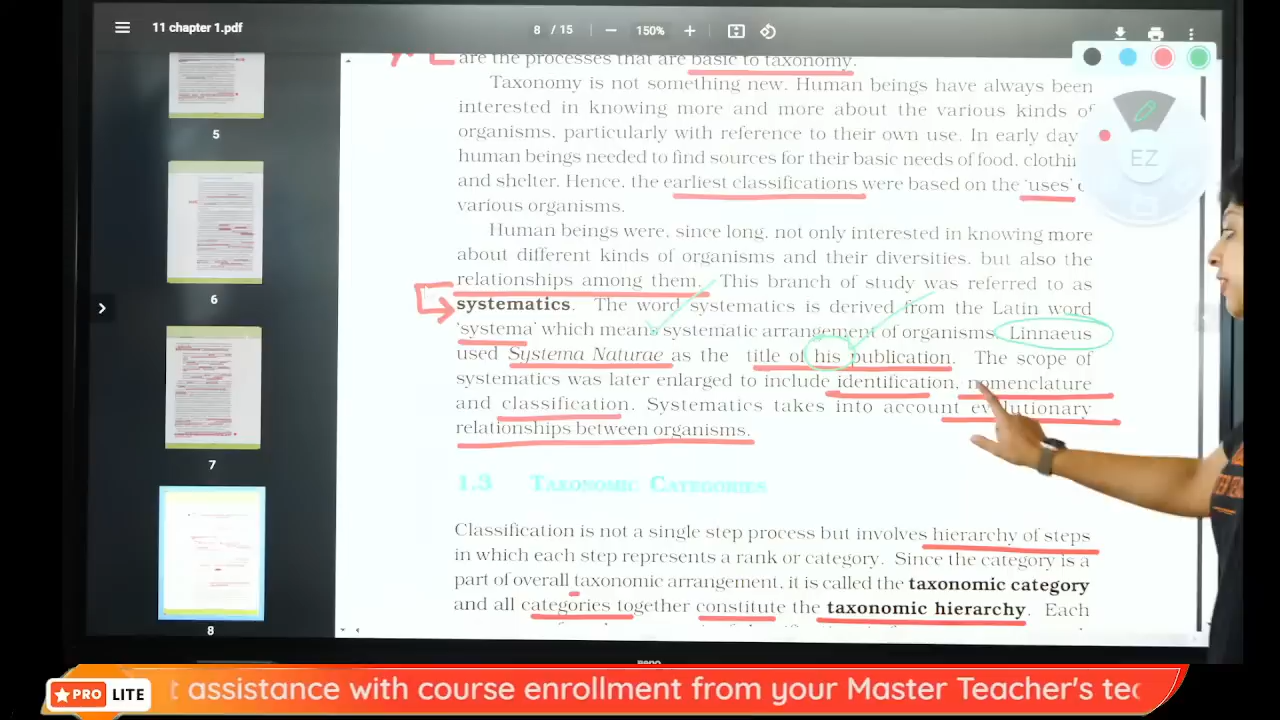 11 chapter 1.pdf
8 / 15
150%
are the processes that are basic to taxonomy.
Taxonomy is not something new. Human beings have always been
interested in knowing more and more about the various kinds of
organisms, particularly with reference to their own use. In early day
human beings needed to find sources for their basic needs of food, clothin
and shelter. Hence, the earliest classifications were based on the 'uses'
various organisms.
EZ
Human beings were, since long, not only interested in knowing more
about different kinds of organisms and their diversities, but also the
relationships among them. This branch of study was referred to as
systematics. The word systematics is derived from the Latin word
'systema' which means systematic arrangement of organisms. Linnaeus
used Systema Naturae as the title of his publication. The scope of
systematics was later enlarged to include identification, nomenclature
and classification. Systematics takes into account evolutionary
relationships between organisms.
1.3 TAXONOMIC CATEGORIES
Classification is not a single step process but involves hierarchy of steps
in which each step represents a rank or category. Since the category is a
part of overall taxonomic arrangement, it is called the taxonomic category
and all categories together constitute the taxonomic hierarchy. Each
5
6
7
8
BenQ
PRO LITE
t assistance with course enrollment from your Master Teacher's tea